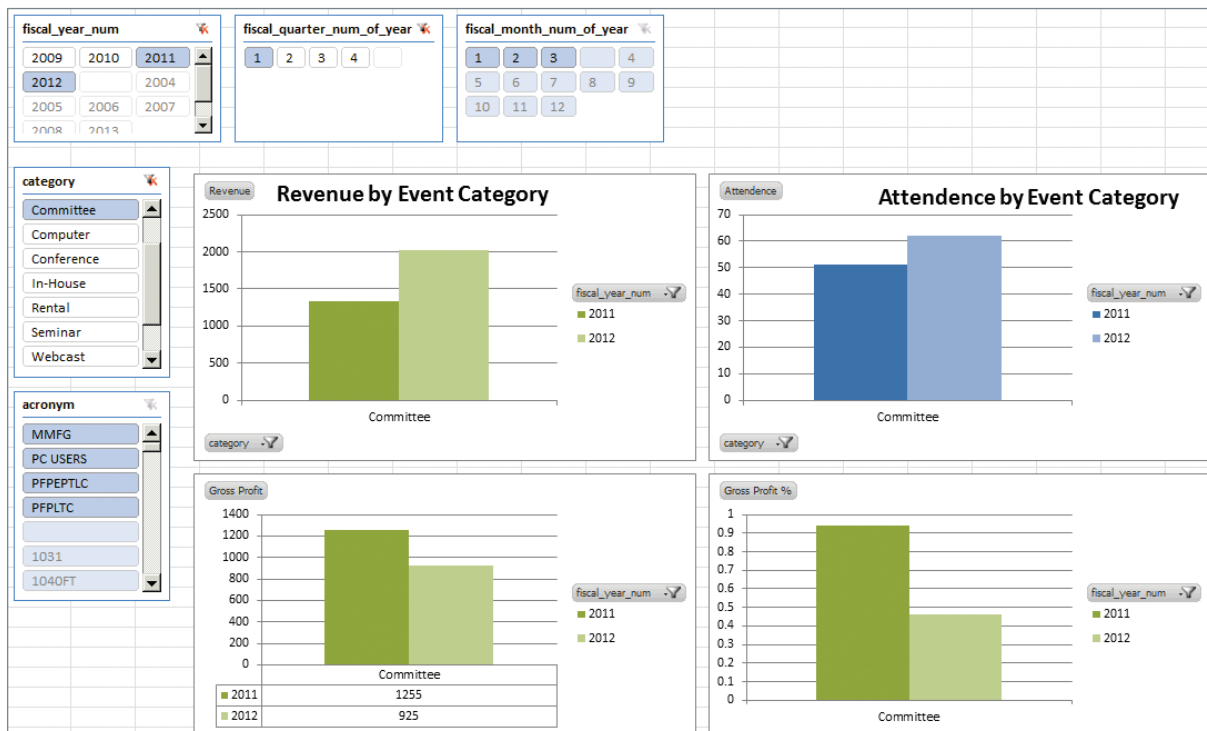 fiscal_year_num
2009 2010 2011
2012 2004
2005 2006 2007
2008 2013
fiscal_quarter_num_of_year
1 2 3 4
fiscal_month_num_of_year
1 2 3 4
5 6 7 8 9
10 11 12
category
Committee
Computer
Conference
In-House
Rental
Seminar
Webcast
acronym
MMFG
PC USERS
PFPEPTLC
PFPLTC
1031
1040FT
Revenue
Revenue by Event Category
2500
2000
1500
1000
500
0
Committee
fiscal_year_num
2011
2012
category
Attendence
Attendence by Event Category
70
60
50
40
30
20
10
0
Committee
fiscal_year_num
2011
2012
category
Gross Profit
1400
1200
1000
800
600
400
200
0
Committee
2011 1255
2012 925
fiscal_year_num
2011
2012
Gross Profit %
1
0.9
0.8
0.7
0.6
0.5
0.4
0.3
0.2
0.1
0
Committee
fiscal_year_num
2011
2012